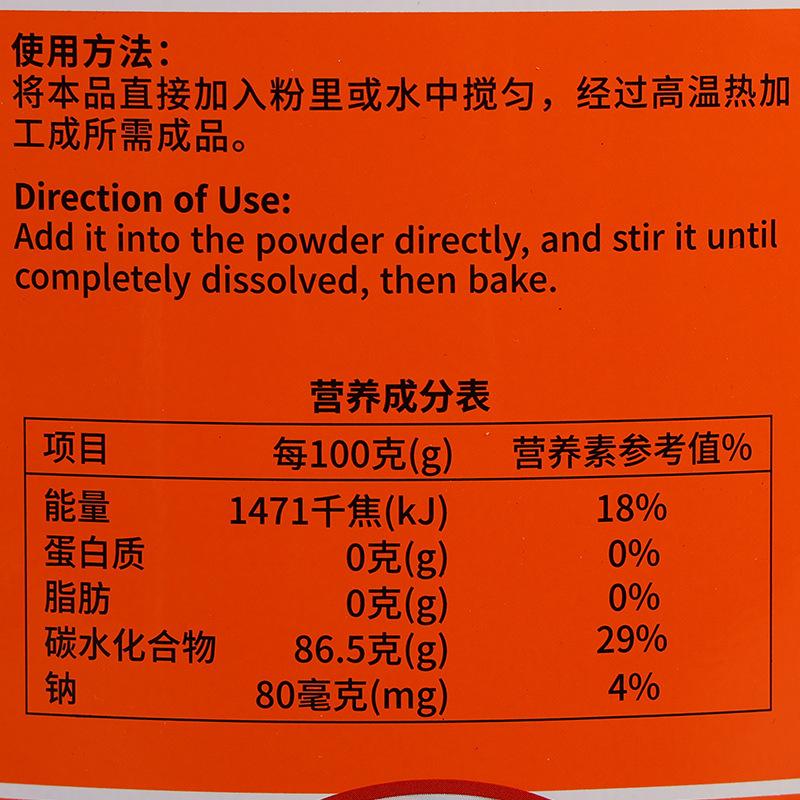 使用方法：
将本品直接加入粉里或水中搅匀，经过高温热加
工成所需成品。
Direction of Use:
Add it into the powder directly, and stir it until
completely dissolved, then bake.
营养成分表
项目 每100克(g) 营养素参考值%
能量 1471千焦(kJ) 18%
蛋白质 0克(g) 0%
脂肪 0克(g) 0%
碳水化合物 86.5克(g) 29%
钠 80毫克(mg) 4%